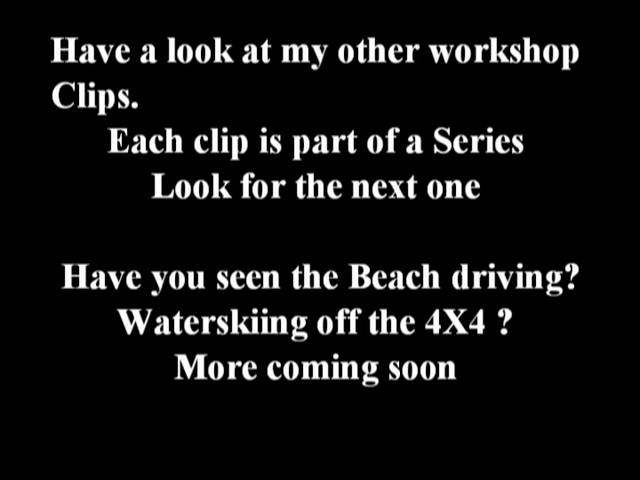 Have a look at my other workshop
Clips.
Each clip is part of a Series
Look for the next one
Have you seen the Beach driving?
Waterskiing off the 4X4 ?
More coming soon